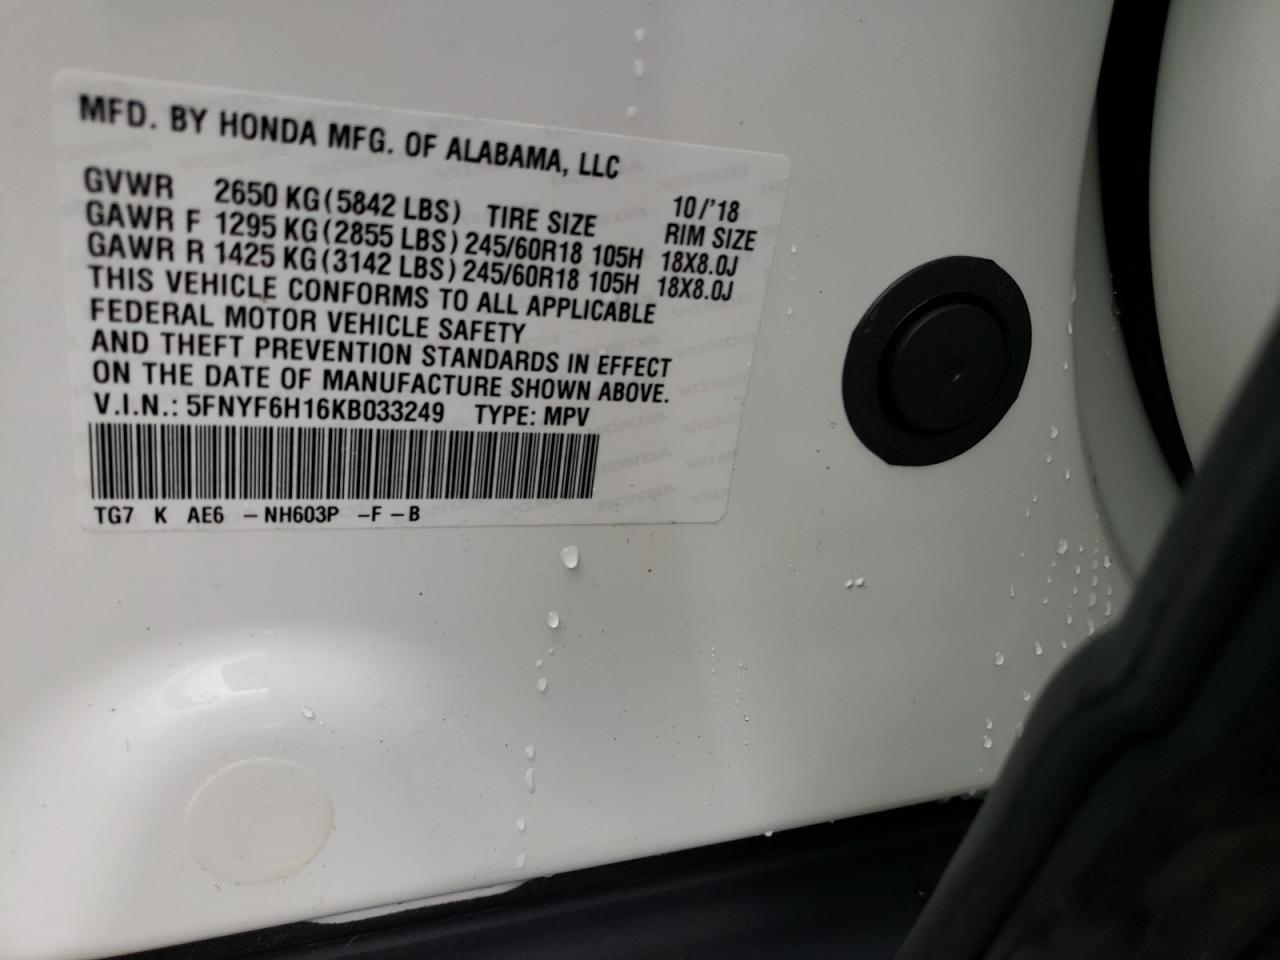 MFD. BY HONDA MFG. OF ALABAMA, LLC
10/'18
GVWR 2650 KG (5842 LBS) TIRE SIZE RIM SIZE
GAWR F 1295 KG (2855 LBS) 245/60R18 105H 18X8.0J
GAWR R 1425 KG (3142 LBS) 245/60R18 105H 18X8.0J
THIS VEHICLE CONFORMS TO ALL APPLICABLE
FEDERAL MOTOR VEHICLE SAFETY
AND THEFT PREVENTION STANDARDS IN EFFECT
ON THE DATE OF MANUFACTURE SHOWN ABOVE.
V.I.N.: 5FNYF6H16KB033249 TYPE: MPV
TG7 K AE6 - NH603P - F - B